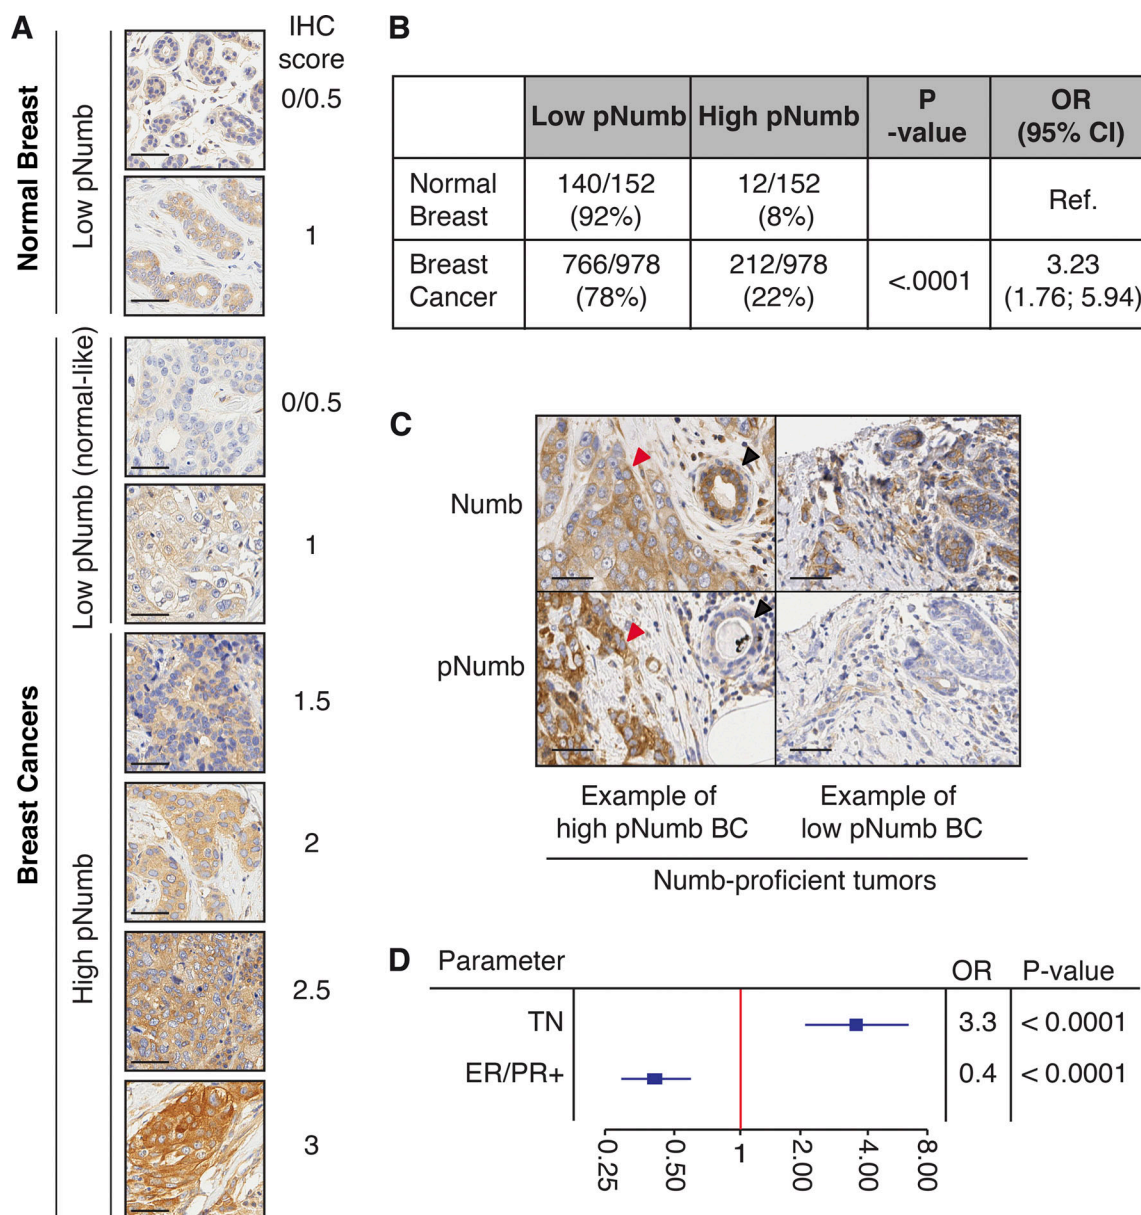 A
IHC
score
Normal Breast
Low pNumb
0/0.5
1
Breast Cancers
Low pNumb (normal-like)
0/0.5
1
High pNumb
1.5
2
2.5
3
B
Low pNumb High pNumb P
-value OR
(95% CI)
Normal
Breast 140/152
(92%) 12/152
(8%) Ref.
Breast
Cancer 766/978
(78%) 212/978
(22%) <.0001 3.23
(1.76; 5.94)
C
Numb
pNumb
Example of
high pNumb BC
Example of
low pNumb BC
Numb-proficient tumors
D
Parameter OR P-value
TN 3.3 < 0.0001
ER/PR+ 0.4 < 0.0001
0.25 0.50 1 2.00 4.00 8.00